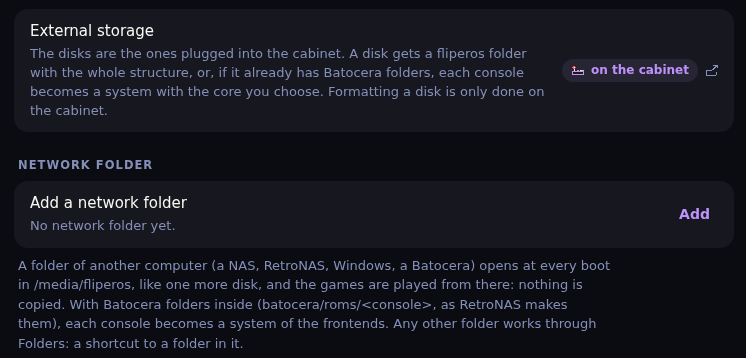 External storage
The disks are the ones plugged into the cabinet. A disk gets a fliperos folder
with the whole structure, or, if it already has Batocera folders, each console
becomes a system with the core you choose. Formatting a disk is only done on
the cabinet.
on the cabinet
NETWORK FOLDER
Add a network folder
No network folder yet.
Add
A folder of another computer (a NAS, RetroNAS, Windows, a Batocera) opens at every boot
in /media/fliperos, like one more disk, and the games are played from there: nothing is
copied. With Batocera folders inside (batocera/roms/<console>, as RetroNAS makes
them), each console becomes a system of the frontends. Any other folder works through
Folders: a shortcut to a folder in it.